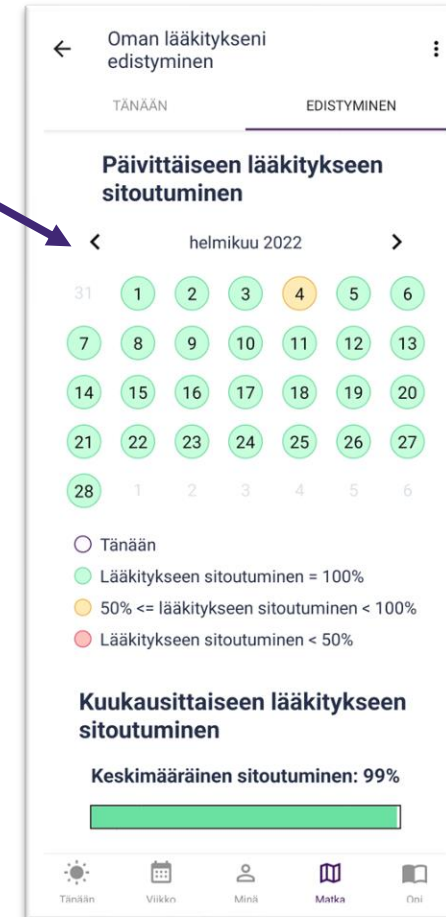 Oman lääkitykseni
edistyminen
TÄNÄÄN EDISTYMINEN
Päivittäiseen lääkitykseen
sitoutuminen
helmikuu 2022
31 1 2 3 4 5 6
7 8 9 10 11 12 13
14 15 16 17 18 19 20
21 22 23 24 25 26 27
28 1 2 3 4 5 6
Tänään
Lääkitykseen sitoutuminen = 100%
50% <= lääkitykseen sitoutuminen < 100%
Lääkitykseen sitoutuminen < 50%
Kuukausittaiseen lääkitykseen
sitoutuminen
Keskimääräinen sitoutuminen: 99%
Tänään Viikko Minä Matka Opi